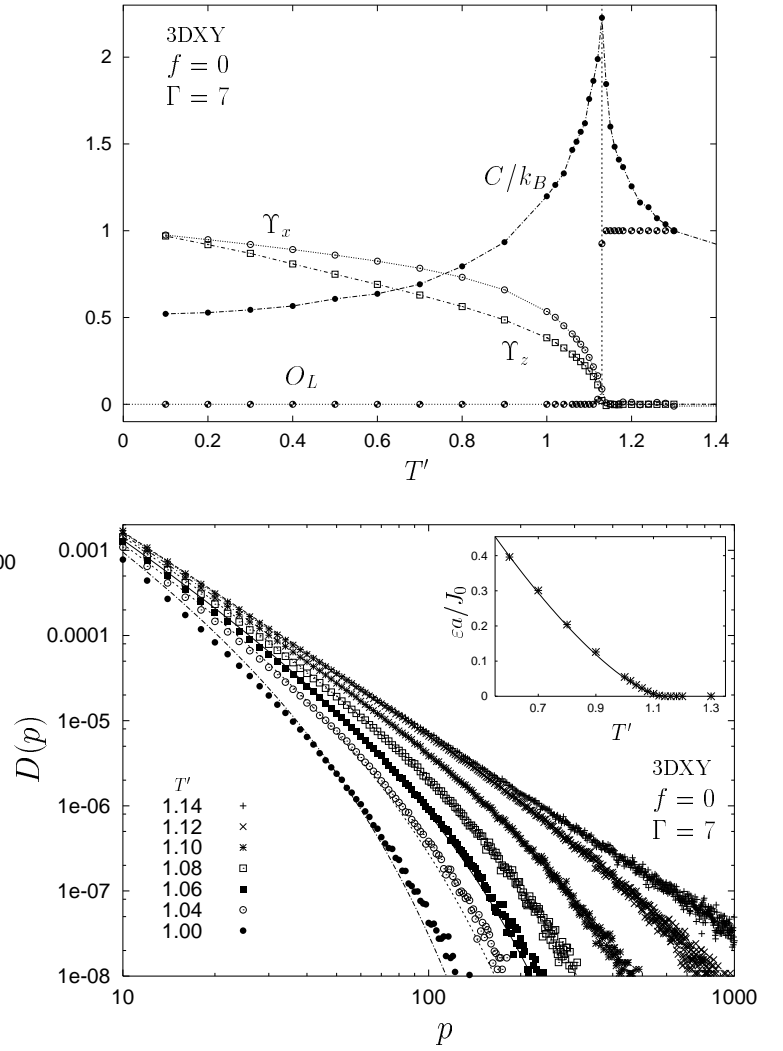 3DXY
f = 0
Γ = 7
C/k_B
Υ_x
Υ_z
O_L
2
1.5
1
0.5
0
0 0.2 0.4 0.6 0.8 1 1.2 1.4
T′
00
0.001
0.0001
1e-05
1e-06
1e-07
1e-08
D(p)
εa/J_0
0.4
0.3
0.2
0.1
0
0.7 0.9 1.1 1.3
T′
3DXY
f = 0
Γ = 7
T′
1.14
1.12
1.10
1.08
1.06
1.04
1.00
10 100 1000
p